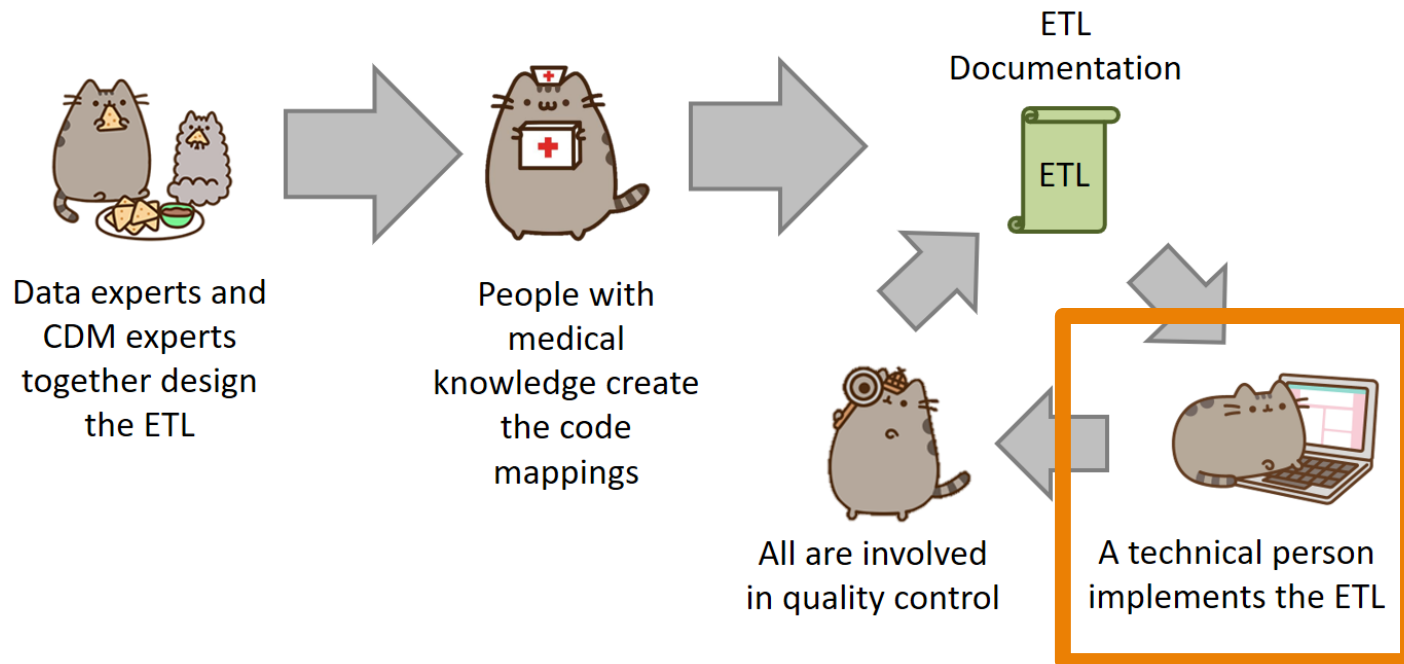 Data experts and
CDM experts
together design
the ETL
People with
medical
knowledge create
the code
mappings
ETL
Documentation
ETL
A technical person
implements the ETL
All are involved
in quality control